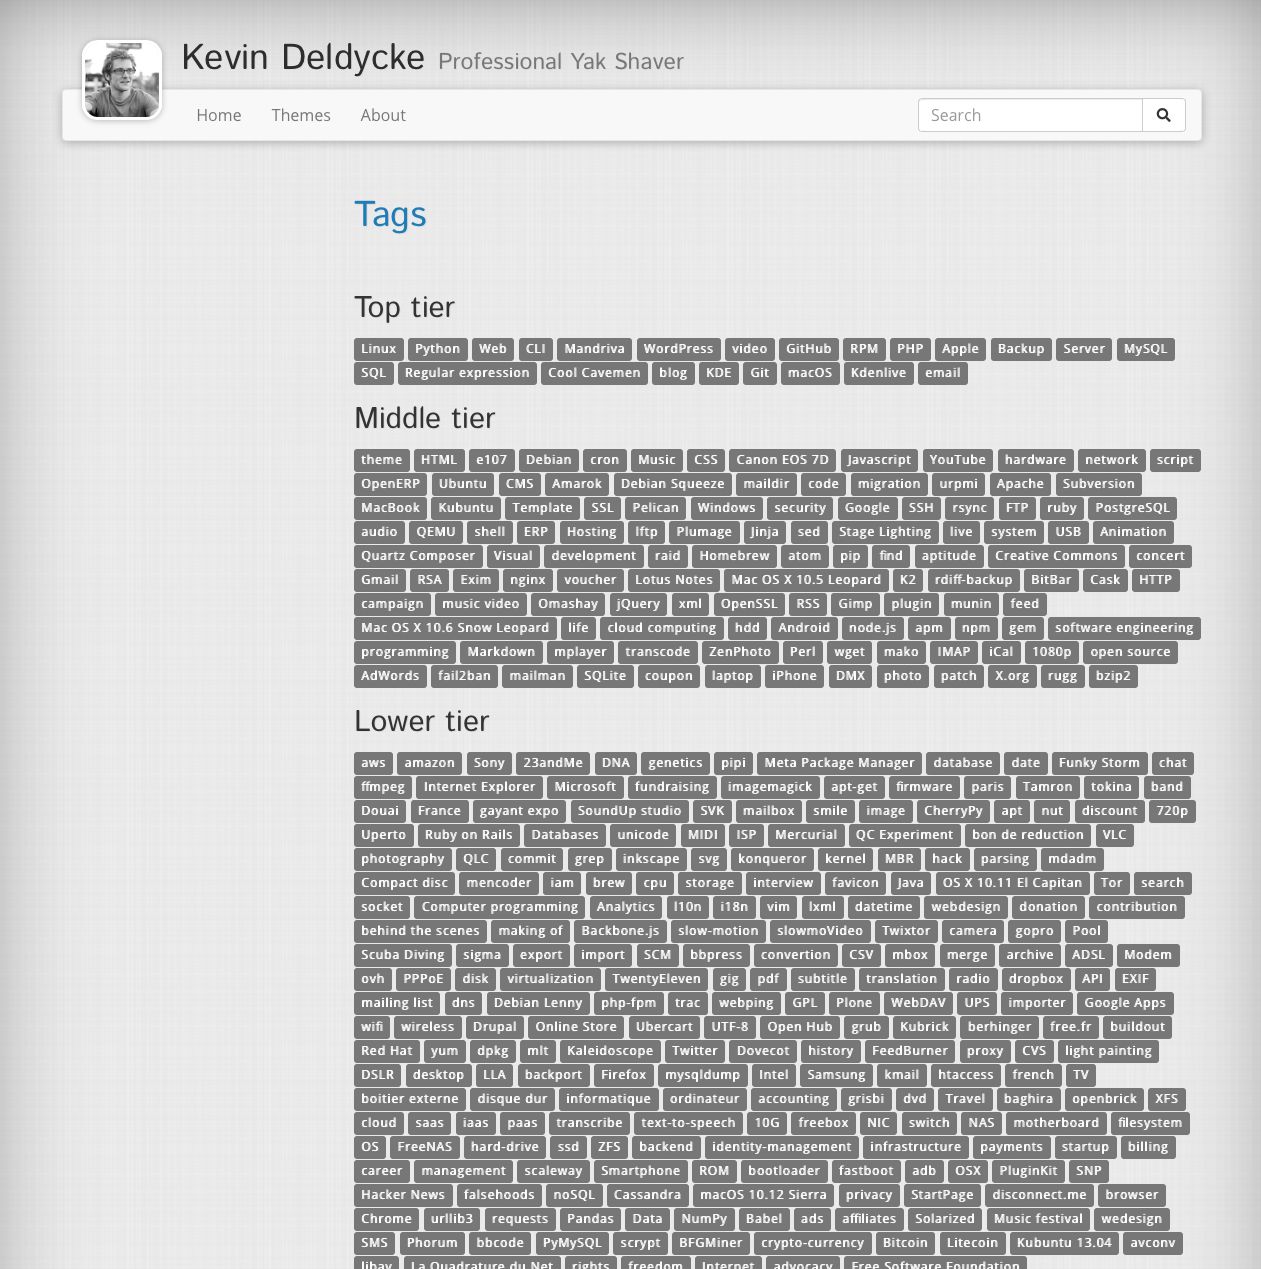 Kevin Deldycke Professional Yak Shaver
Home Themes About Search
Tags
Top tier
Linux Python Web CLI Mandriva WordPress video GitHub RPM PHP Apple Backup Server MySQL
SQL Regular expression Cool Cavemen blog KDE Git macOS Kdenlive email
Middle tier
theme HTML e107 Debian cron Music CSS Canon EOS 7D Javascript YouTube hardware network script
OpenERP Ubuntu CMS Amarok Debian Squeeze maildir code migration urpmi Apache Subversion
MacBook Kubuntu Template SSL Pelican Windows security Google SSH rsync FTP ruby PostgreSQL
audio QEMU shell ERP Hosting lftp Plumage Jinja sed Stage Lighting live system USB Animation
Quartz Composer Visual development raid Homebrew atom pip find aptitude Creative Commons concert
Gmail RSA Exim nginx voucher Lotus Notes Mac OS X 10.5 Leopard K2 rdiff-backup BitBar Cask HTTP
campaign music video Omashay jQuery xml OpenSSL RSS Gimp plugin munin feed
Mac OS X 10.6 Snow Leopard life cloud computing hdd Android node.js apm npm gem software engineering
programming Markdown mplayer transcode ZenPhoto Perl wget mako IMAP iCal 1080p open source
AdWords fail2ban mailman SQLite coupon laptop iPhone DMX photo patch X.org rugg bzip2
Lower tier
aws amazon Sony 23andMe DNA genetics pipi Meta Package Manager database date Funky Storm chat
ffmpeg Internet Explorer Microsoft fundraising imagemagick apt-get firmware paris Tamron tokina band
Douai France gayant expo SoundUp studio SVK mailbox smile image CherryPy apt nut discount 720p
Uperto Ruby on Rails Databases unicode MIDI ISP Mercurial QC Experiment bon de reduction VLC
photography QLC commit grep inkscape svg konqueror kernel MBR hack parsing mdadm
Compact disc mencoder iam brew cpu storage interview favicon Java OS X 10.11 El Capitan Tor search
socket Computer programming Analytics l10n i18n vim lxml datetime webdesign donation contribution
behind the scenes making of Backbone.js slow-motion slowmoVideo Twixtor camera gopro Pool
Scuba Diving sigma export import SCM bbpress convertion CSV mbox merge archive ADSL Modem
ovh PPPoE disk virtualization TwentyEleven gig pdf subtitle translation radio dropbox API EXIF
mailing list dns Debian Lenny php-fpm trac webping GPL Plone WebDAV UPS importer Google Apps
wifi wireless Drupal Online Store Ubercart UTF-8 Open Hub grub Kubrick berhinger free.fr buildout
Red Hat yum dpkg mlt Kaleidoscope Twitter Dovecot history FeedBurner proxy CVS light painting
DSLR desktop LLA backport Firefox mysqldump Intel Samsung kmail htaccess french TV
boitier externe disque dur informatique ordinateur accounting grisbi dvd Travel baghira openbrick XFS
cloud saas iaas paas transcribe text-to-speech 10G freebox NIC switch NAS motherboard filesystem
OS FreeNAS hard-drive ssd ZFS backend identity-management infrastructure payments startup billing
career management scaleway Smartphone ROM bootloader fastboot adb OSX PluginKit SNP
Hacker News falsehoods noSQL Cassandra macOS 10.12 Sierra privacy StartPage disconnect.me browser
Chrome urllib3 requests Pandas Data NumPy Babel ads affiliates Solarized Music festival wedesign
SMS Phorum bbcode PyMySQL scrypt BFGMiner crypto-currency Bitcoin Litecoin Kubuntu 13.04 avconv
libav La Quadrature du Net rights freedom Internet advocacy Free Software Foundation